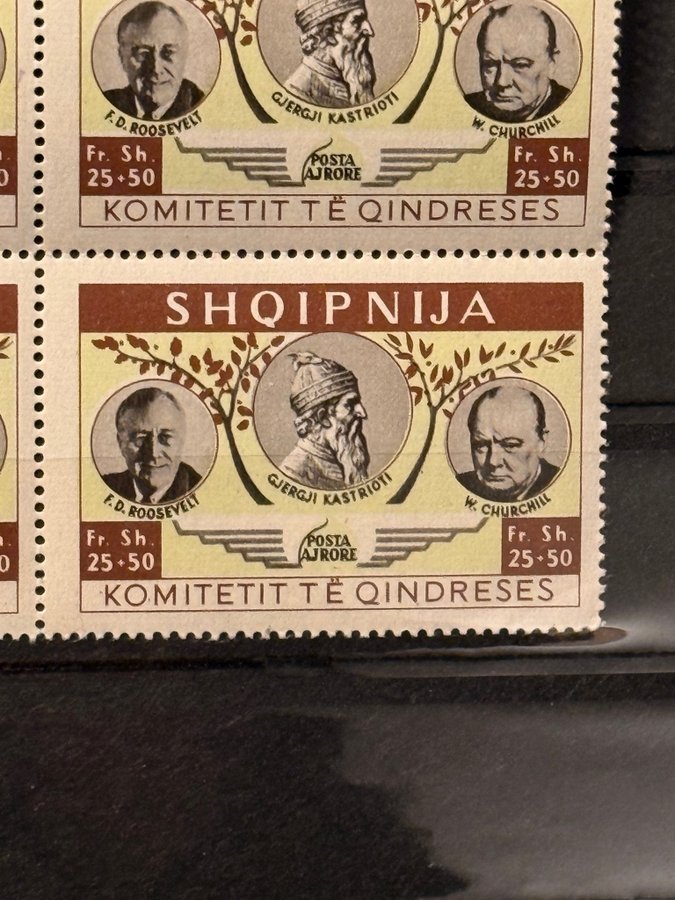 F.D. ROOSEVELT
GJERGJI KASTRIOTI
W. CHURCHILL
Fr. Sh.
25+50
POSTA
AJRORE
Fr. Sh.
25+50
KOMITETIT TË QINDRESES
SHQIPNIJA
F.D. ROOSEVELT
GJERGJI KASTRIOTI
W. CHURCHILL
Fr. Sh.
25+50
POSTA
AJRORE
Fr. Sh.
25+50
KOMITETIT TË QINDRESES